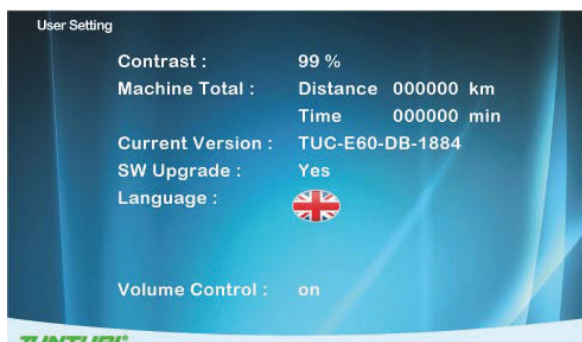 User Setting
Contrast : 99 %
Machine Total : Distance 000000 km
Time 000000 min
Current Version : TUC-E60-DB-1884
SW Upgrade : Yes
Language :
Volume Control : on
TUNTURI®